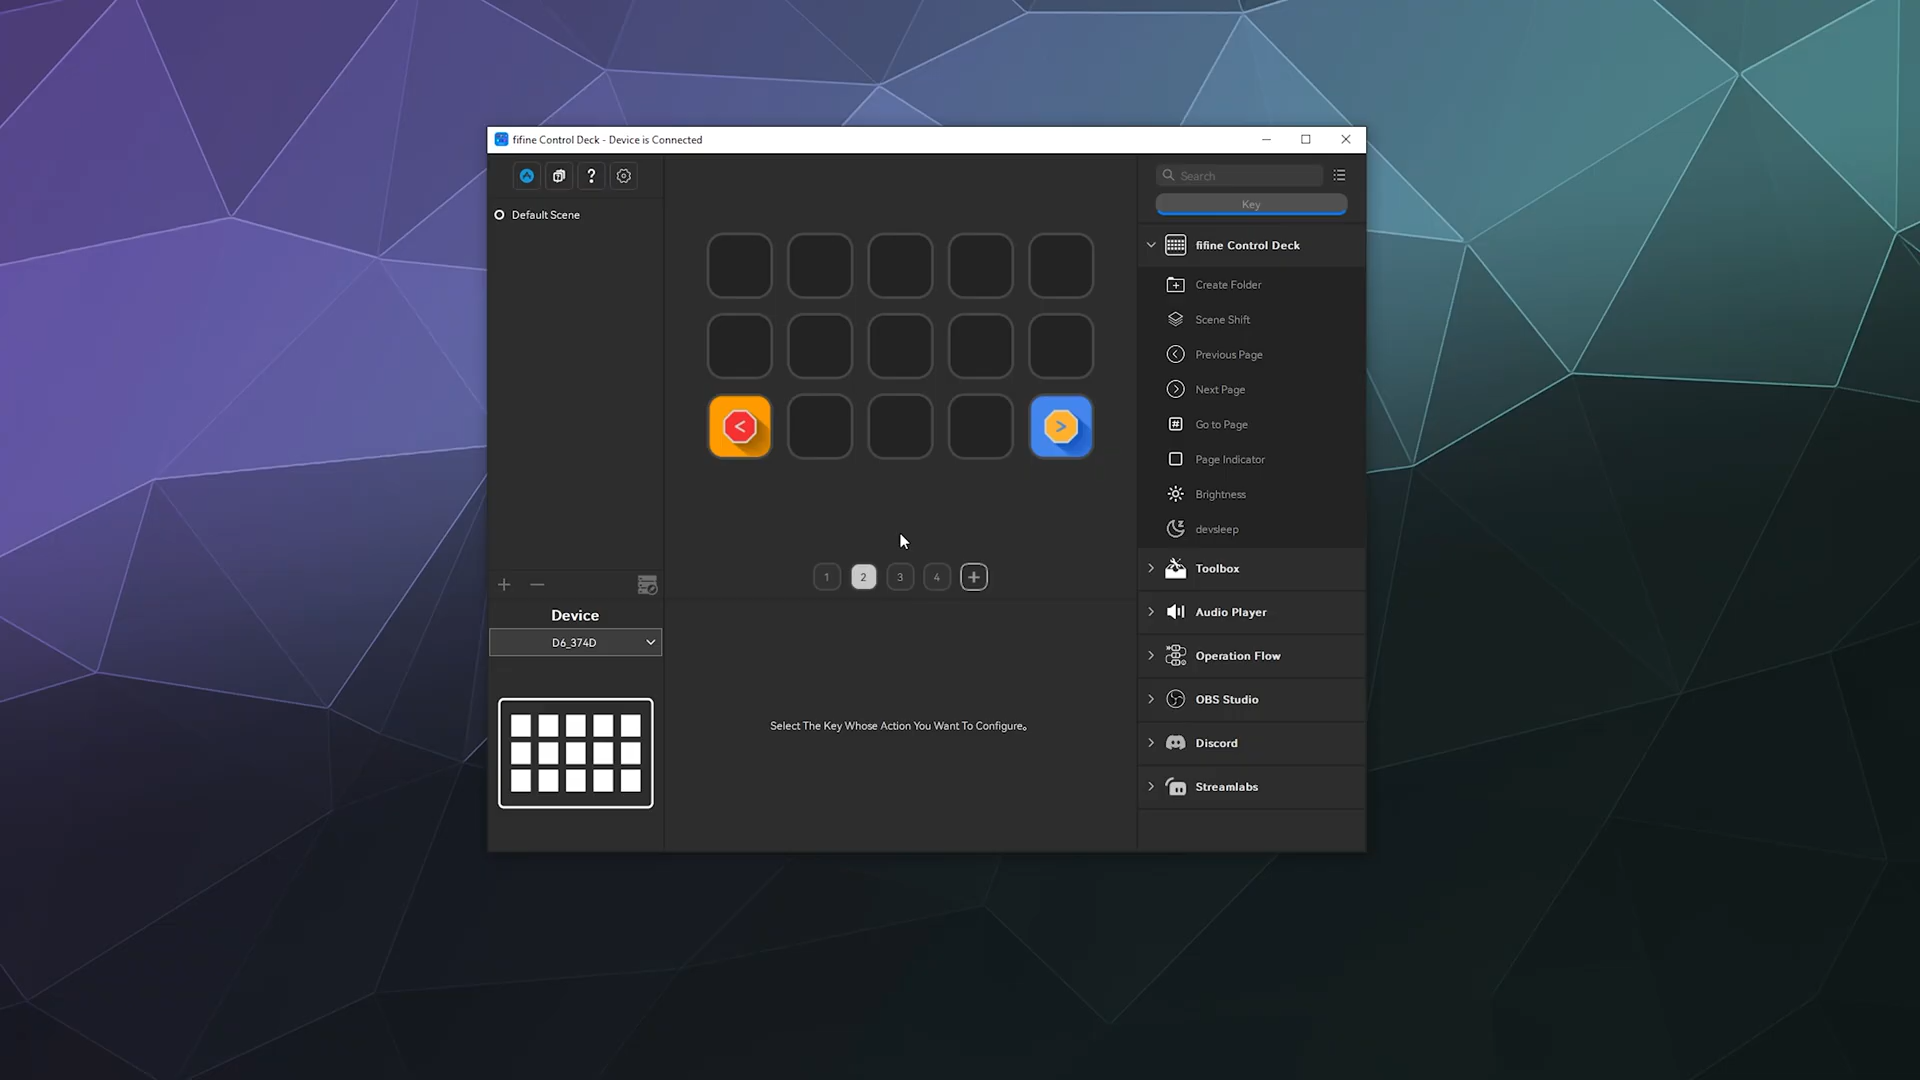 fifine Control Deck - Device is Connected
?
Search
Key
Default Scene
fifine Control Deck
Create Folder
Scene Shift
Previous Page
<
>
Next Page
Go to Page
Page Indicator
Brightness
devsleep
1 2 3 4 +
Toolbox
Device
D6_374D
Audio Player
Operation Flow
OBS Studio
Select The Key Whose Action You Want To Configure。
Discord
Streamlabs